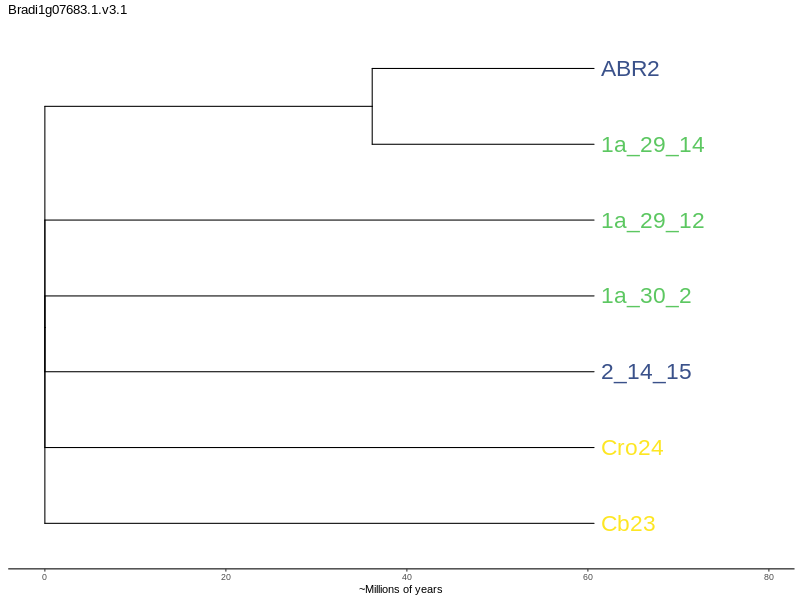 Bradi1g07683.1.v3.1
ABR2
1a_29_14
1a_29_12
1a_30_2
2_14_15
Cro24
Cb23
0 20 40 60 80
~Millions of years